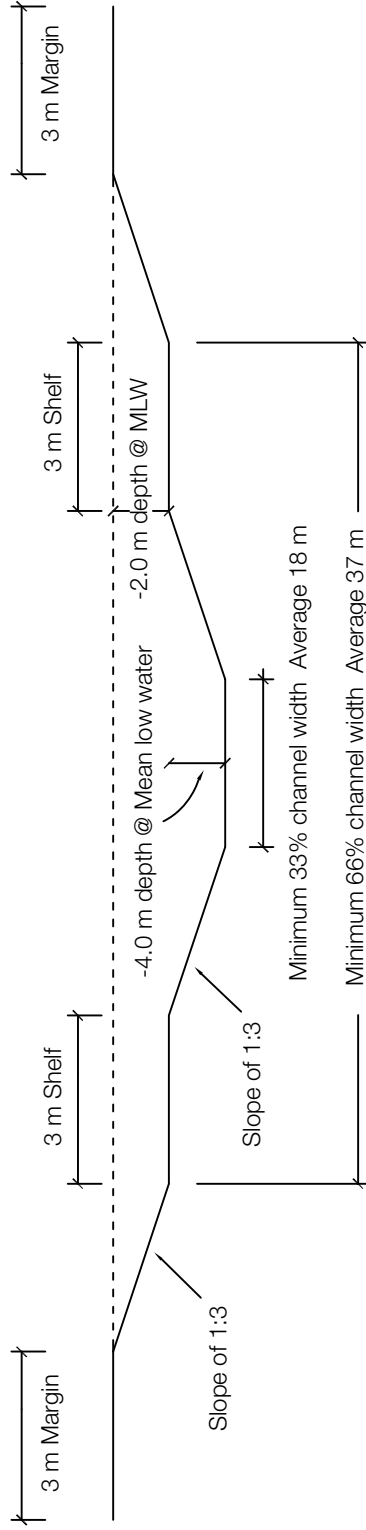 3 m Margin
3 m Shelf
3 m Shelf
3 m Margin
-4.0 m depth @ Mean low water
-2.0 m depth @ MLW
Slope of 1:3
Slope of 1:3
Minimum 33% channel width Average 18 m
Minimum 66% channel width Average 37 m